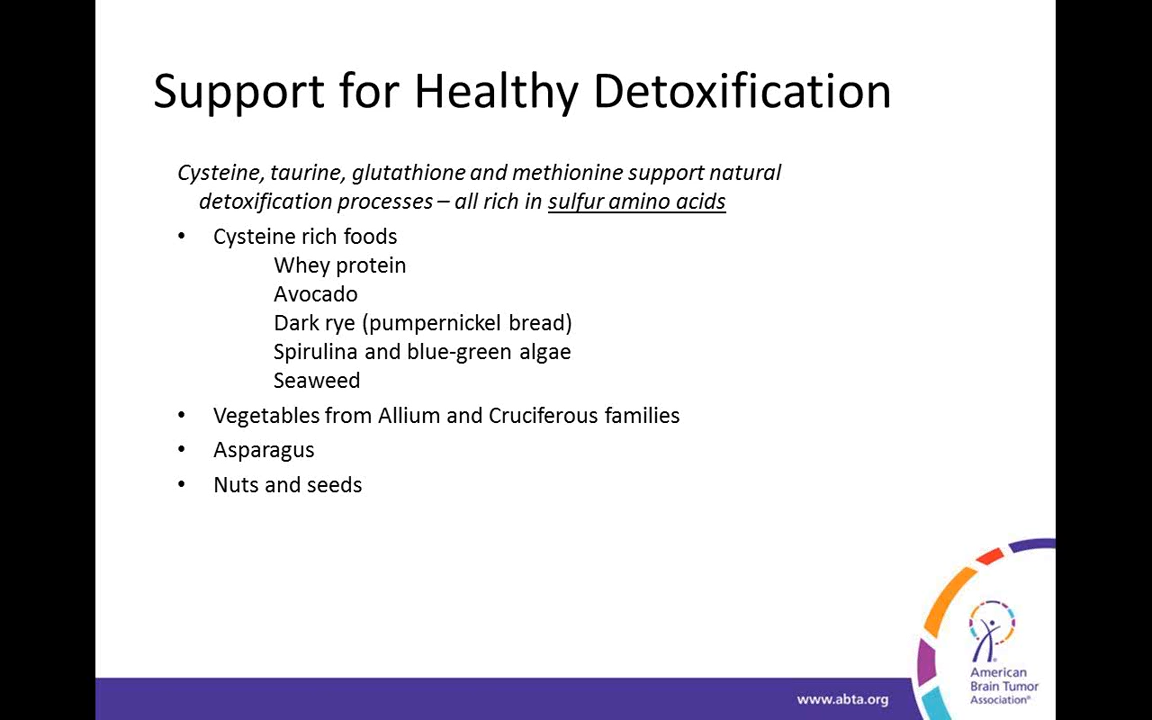 Support for Healthy Detoxification
Cysteine, taurine, glutathione and methionine support natural
detoxification processes – all rich in sulfur amino acids
• Cysteine rich foods
Whey protein
Avocado
Dark rye (pumpernickel bread)
Spirulina and blue-green algae
Seaweed
• Vegetables from Allium and Cruciferous families
• Asparagus
• Nuts and seeds
American
Brain Tumor
Association®
www.abta.org